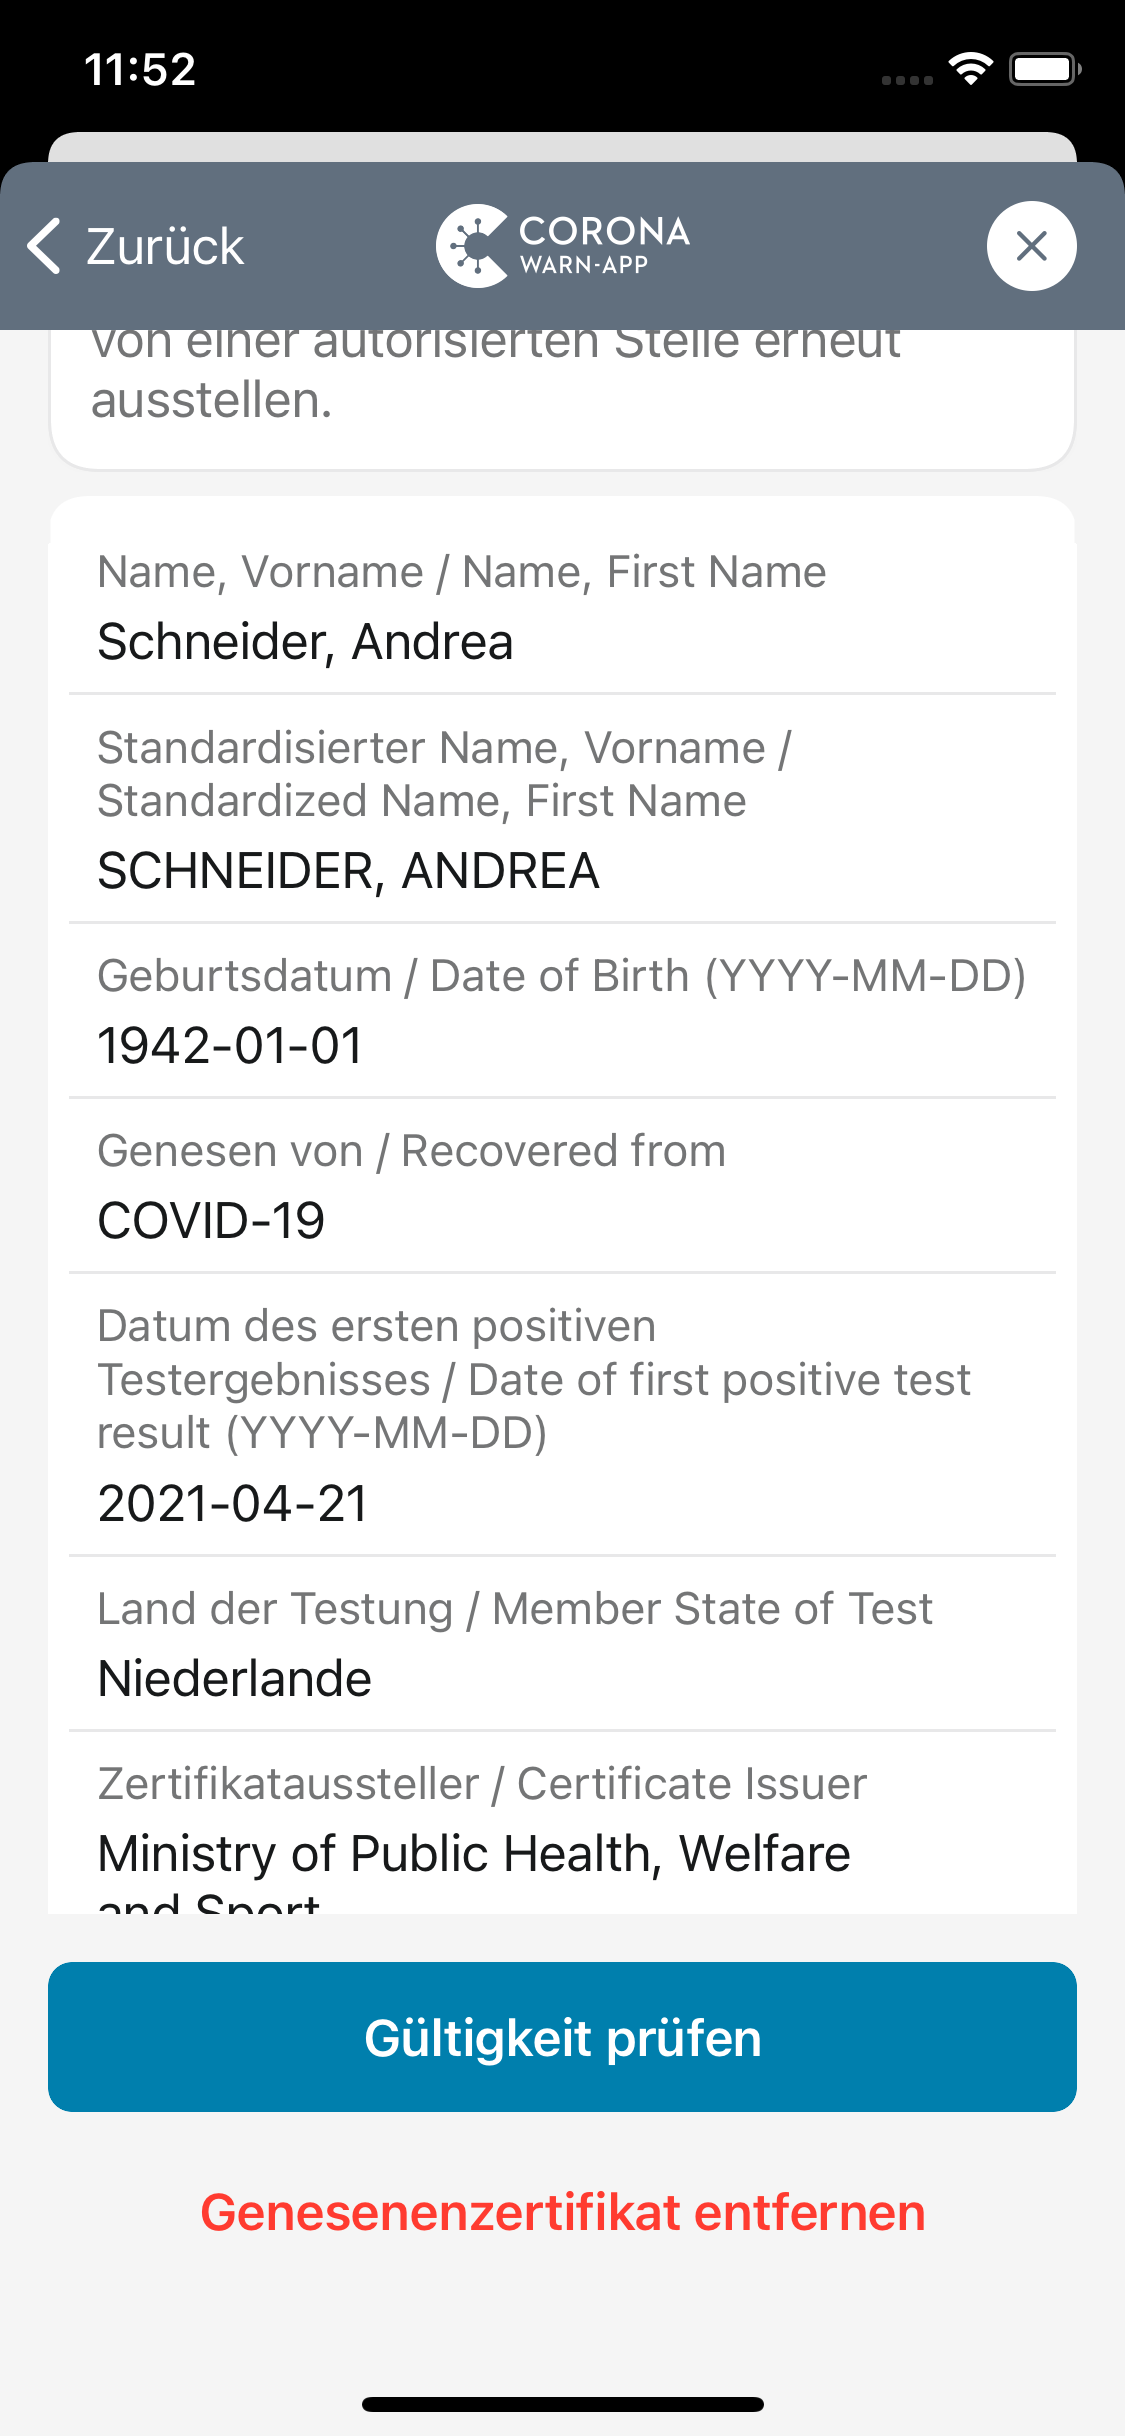 11:52
Zurück
CORONA
WARN-APP
von einer autorisierten Stelle erneut
ausstellen.
Name, Vorname / Name, First Name
Schneider, Andrea
Standardisierter Name, Vorname /
Standardized Name, First Name
SCHNEIDER, ANDREA
Geburtsdatum / Date of Birth (YYYY-MM-DD)
1942-01-01
Genesen von / Recovered from
COVID-19
Datum des ersten positiven
Testergebnisses / Date of first positive test
result (YYYY-MM-DD)
2021-04-21
Land der Testung / Member State of Test
Niederlande
Zertifikataussteller / Certificate Issuer
Ministry of Public Health, Welfare
and Sport
Gültigkeit prüfen
Genesenenzertifikat entfernen